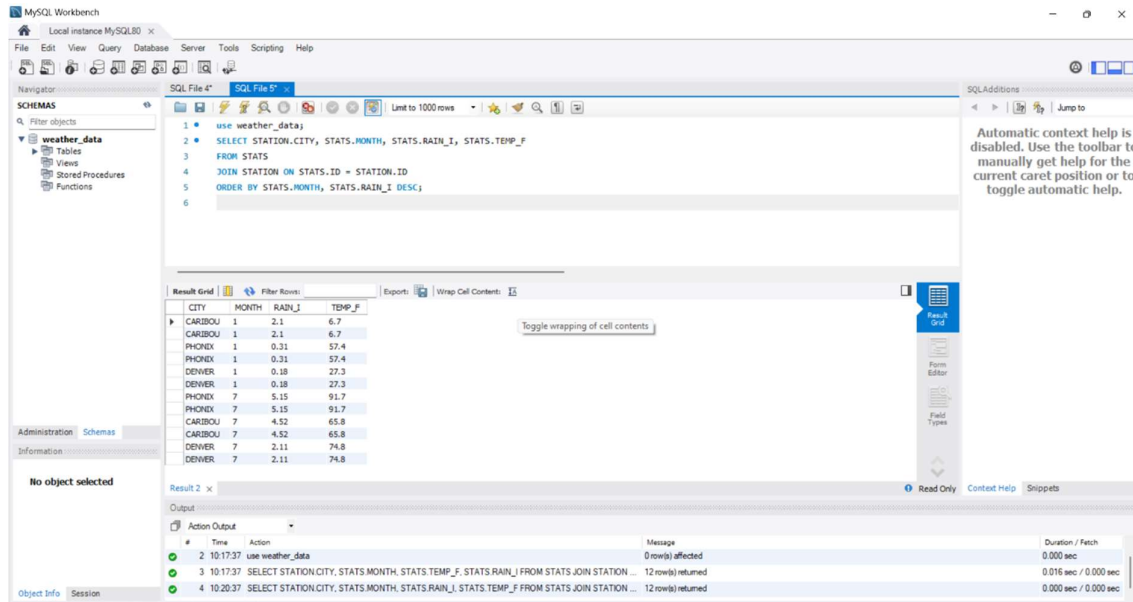 MySQL Workbench
Local instance MySQL80 ×
File Edit View Query Database Server Tools Scripting Help
Navigator
SCHEMAS
Filter objects
weather_data
Tables
Views
Stored Procedures
Functions
Administration Schemas
Information
No object selected
Object Info Session
SQL File 4* SQL File 5* ×
Limit to 1000 rows
1 use weather_data;
2 SELECT STATION.CITY, STATS.MONTH, STATS.RAIN_I, STATS.TEMP_F
3 FROM STATS
4 JOIN STATION ON STATS.ID = STATION.ID
5 ORDER BY STATS.MONTH, STATS.RAIN_I DESC;
6
Result Grid Filter Rows: Export: Wrap Cell Content:
CITY MONTH RAIN_I TEMP_F
CARIBOU 1 2.1 6.7
CARIBOU 1 2.1 6.7
PHONIX 1 0.31 57.4
PHONIX 1 0.31 57.4
DENVER 1 0.18 27.3
DENVER 1 0.18 27.3
PHONIX 7 5.15 91.7
PHONIX 7 5.15 91.7
CARIBOU 7 4.52 65.8
CARIBOU 7 4.52 65.8
DENVER 7 2.11 74.8
DENVER 7 2.11 74.8
Toggle wrapping of cell contents
Result
Grid
Form
Editor
Field
Types
Result 2 ×
Read Only
SQLAdditions
Jump to
Automatic context help is
disabled. Use the toolbar to
manually get help for the
current caret position or to
toggle automatic help.
Context Help Snippets
Output
Action Output
# Time Action Message Duration / Fetch
2 10:17:37 use weather_data 0 row(s) affected 0.000 sec
3 10:17:37 SELECT STATION.CITY, STATS.MONTH, STATS.TEMP_F, STATS.RAIN_I FROM STATS JOIN STATION ... 12 row(s) returned 0.016 sec / 0.000 sec
4 10:20:37 SELECT STATION.CITY, STATS.MONTH, STATS.RAIN_I, STATS.TEMP_F FROM STATS JOIN STATION ... 12 row(s) returned 0.000 sec / 0.000 sec